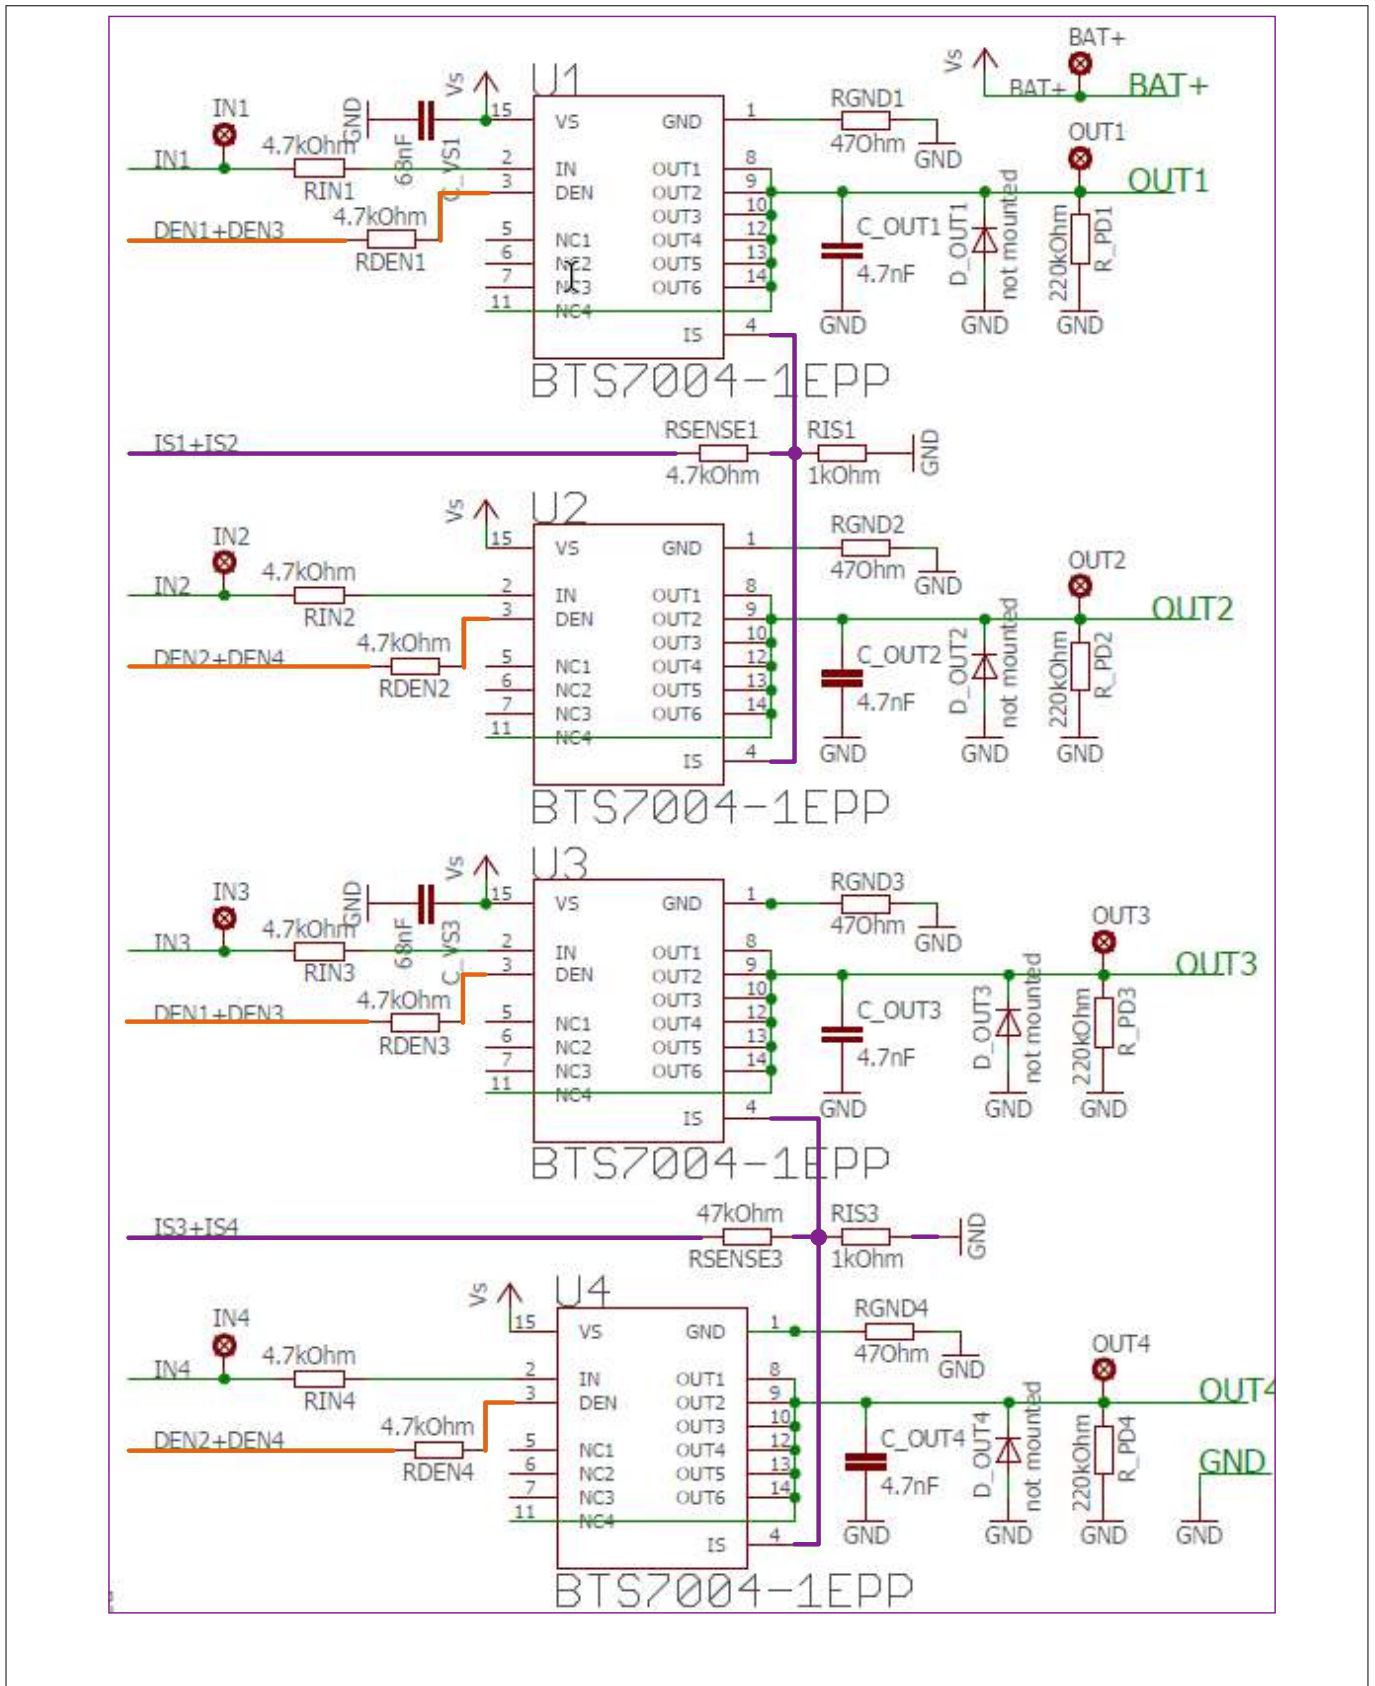 BAT+
Vs
BAT+
BAT+
U1
Vs
GND
68nF
C_VS1
IN1
IN1
4.7kOhm
RIN1
DEN1+DEN3
4.7kOhm
RDEN1
15 VS GND 1
2 IN OUT1 8
3 DEN OUT2 9
OUT3 10
5 NC1 OUT4 12
6 NC2 OUT5 13
7 NC3 OUT6 14
11 NC4
IS 4
BTS7004-1EPP
RGND1
47Ohm
GND
OUT1
OUT1
C_OUT1
4.7nF
GND
D_OUT1
not mounted
GND
220kOhm
R_PD1
GND
IS1+IS2
RSENSE1
4.7kOhm
RIS1
1kOhm
GND
U2
Vs
IN2
IN2
4.7kOhm
RIN2
DEN2+DEN4
4.7kOhm
RDEN2
15 VS GND 1
2 IN OUT1 8
3 DEN OUT2 9
OUT3 10
5 NC1 OUT4 12
6 NC2 OUT5 13
7 NC3 OUT6 14
11 NC4
IS 4
BTS7004-1EPP
RGND2
47Ohm
GND
OUT2
OUT2
C_OUT2
4.7nF
GND
D_OUT2
not mounted
GND
220kOhm
R_PD2
GND
U3
Vs
GND
68nF
C_VS3
IN3
IN3
4.7kOhm
RIN3
DEN1+DEN3
4.7kOhm
RDEN3
15 VS GND 1
2 IN OUT1 8
3 DEN OUT2 9
OUT3 10
5 NC1 OUT4 12
6 NC2 OUT5 13
7 NC3 OUT6 14
11 NC4
IS 4
BTS7004-1EPP
RGND3
47Ohm
GND
OUT3
OUT3
C_OUT3
4.7nF
GND
D_OUT3
not mounted
GND
220kOhm
R_PD3
GND
IS3+IS4
47kOhm
RSENSE3
RIS3
1kOhm
GND
U4
Vs
IN4
IN4
4.7kOhm
RIN4
DEN2+DEN4
4.7kOhm
RDEN4
15 VS GND 1
2 IN OUT1 8
3 DEN OUT2 9
OUT3 10
5 NC1 OUT4 12
6 NC2 OUT5 13
7 NC3 OUT6 14
11 NC4
IS 4
BTS7004-1EPP
RGND4
47Ohm
GND
OUT4
OUT4
C_OUT4
4.7nF
GND
D_OUT4
not mounted
GND
220kOhm
R_PD4
GND
GND
GND